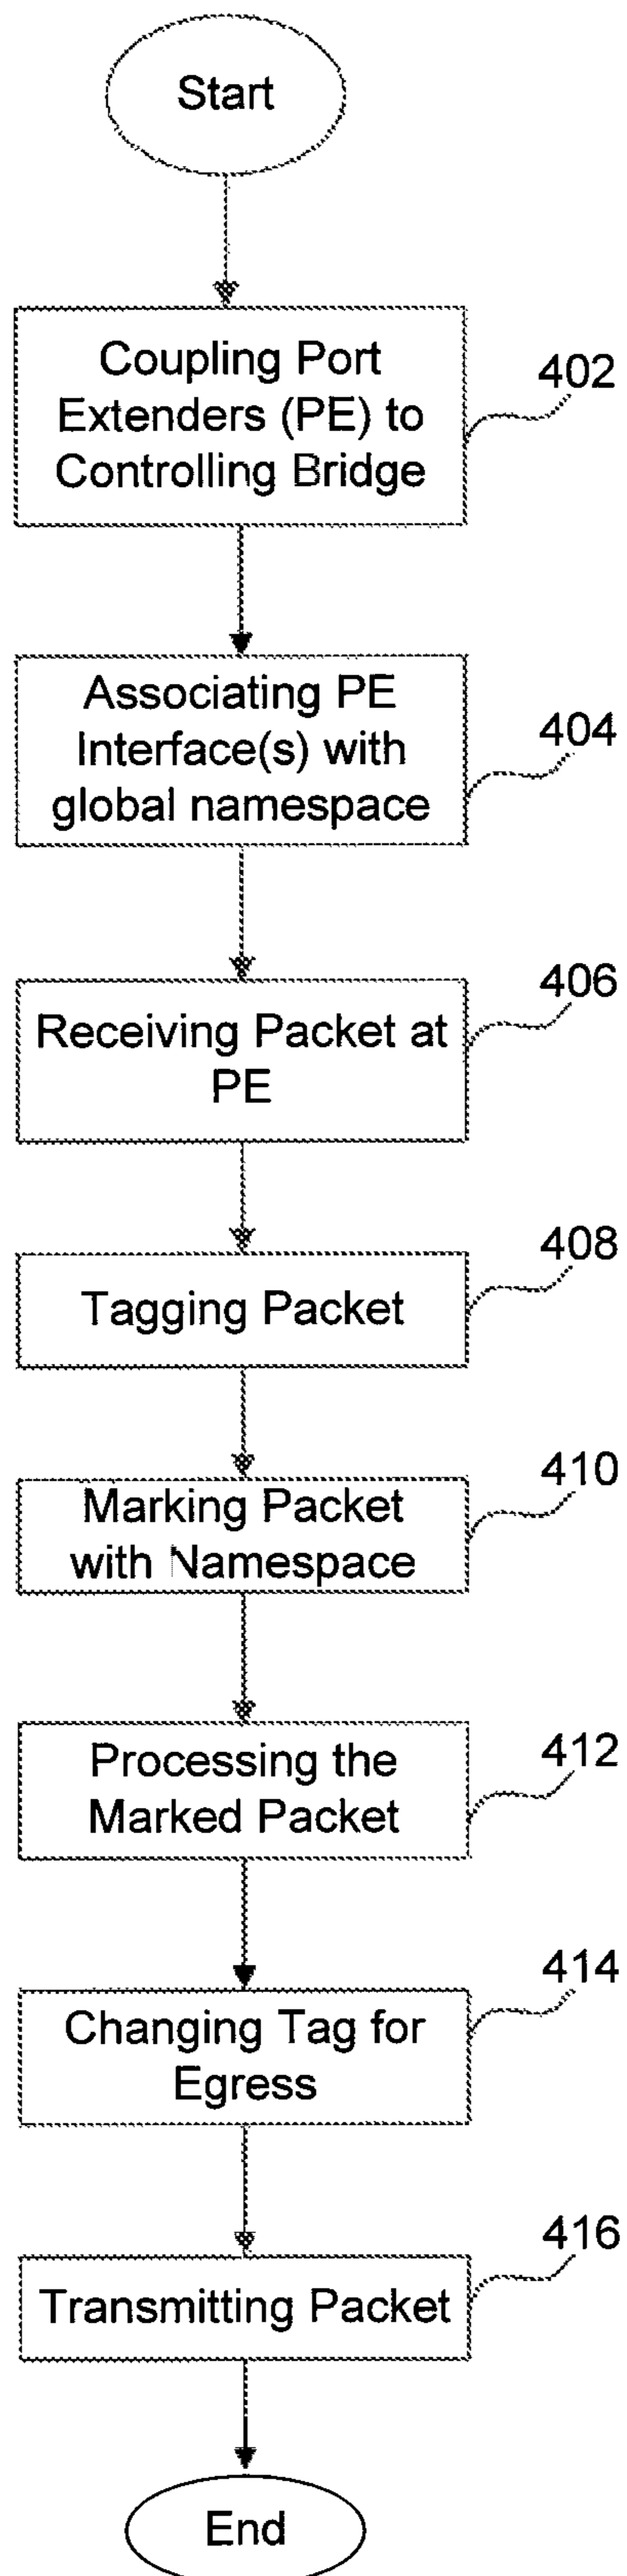 Start
Coupling Port
Extenders (PE) to
Controlling Bridge
402
Associating PE
Interface(s) with
global namespace
404
Receiving Packet at
PE
406
Tagging Packet
408
Marking Packet
with Namespace
410
Processing the
Marked Packet
412
Changing Tag for
Egress
414
Transmitting Packet
416
End